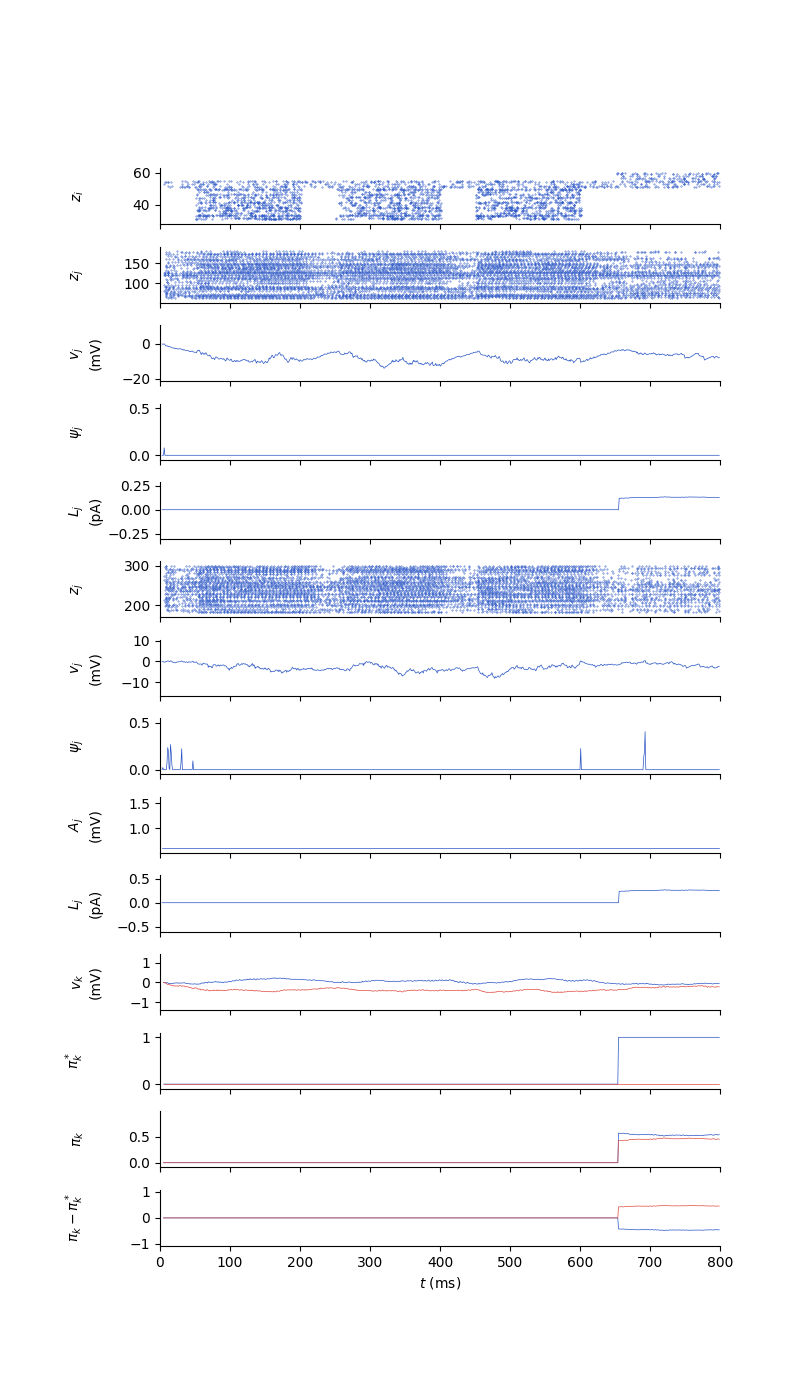 60
40
z_i
150
100
z_j
0
−20
v_j
(mV)
0.5
0.0
ψ_j
0.25
0.00
−0.25
L_j
(pA)
300
200
z_j
10
0
−10
v_j
(mV)
0.5
0.0
ψ_j
1.5
1.0
A_j
(mV)
0.5
0.0
−0.5
L_j
(pA)
1
0
−1
v_k
(mV)
1
0
π*_k
0.5
0.0
π_k
1
0
−1
π_k − π*_k
0 100 200 300 400 500 600 700 800
t (ms)